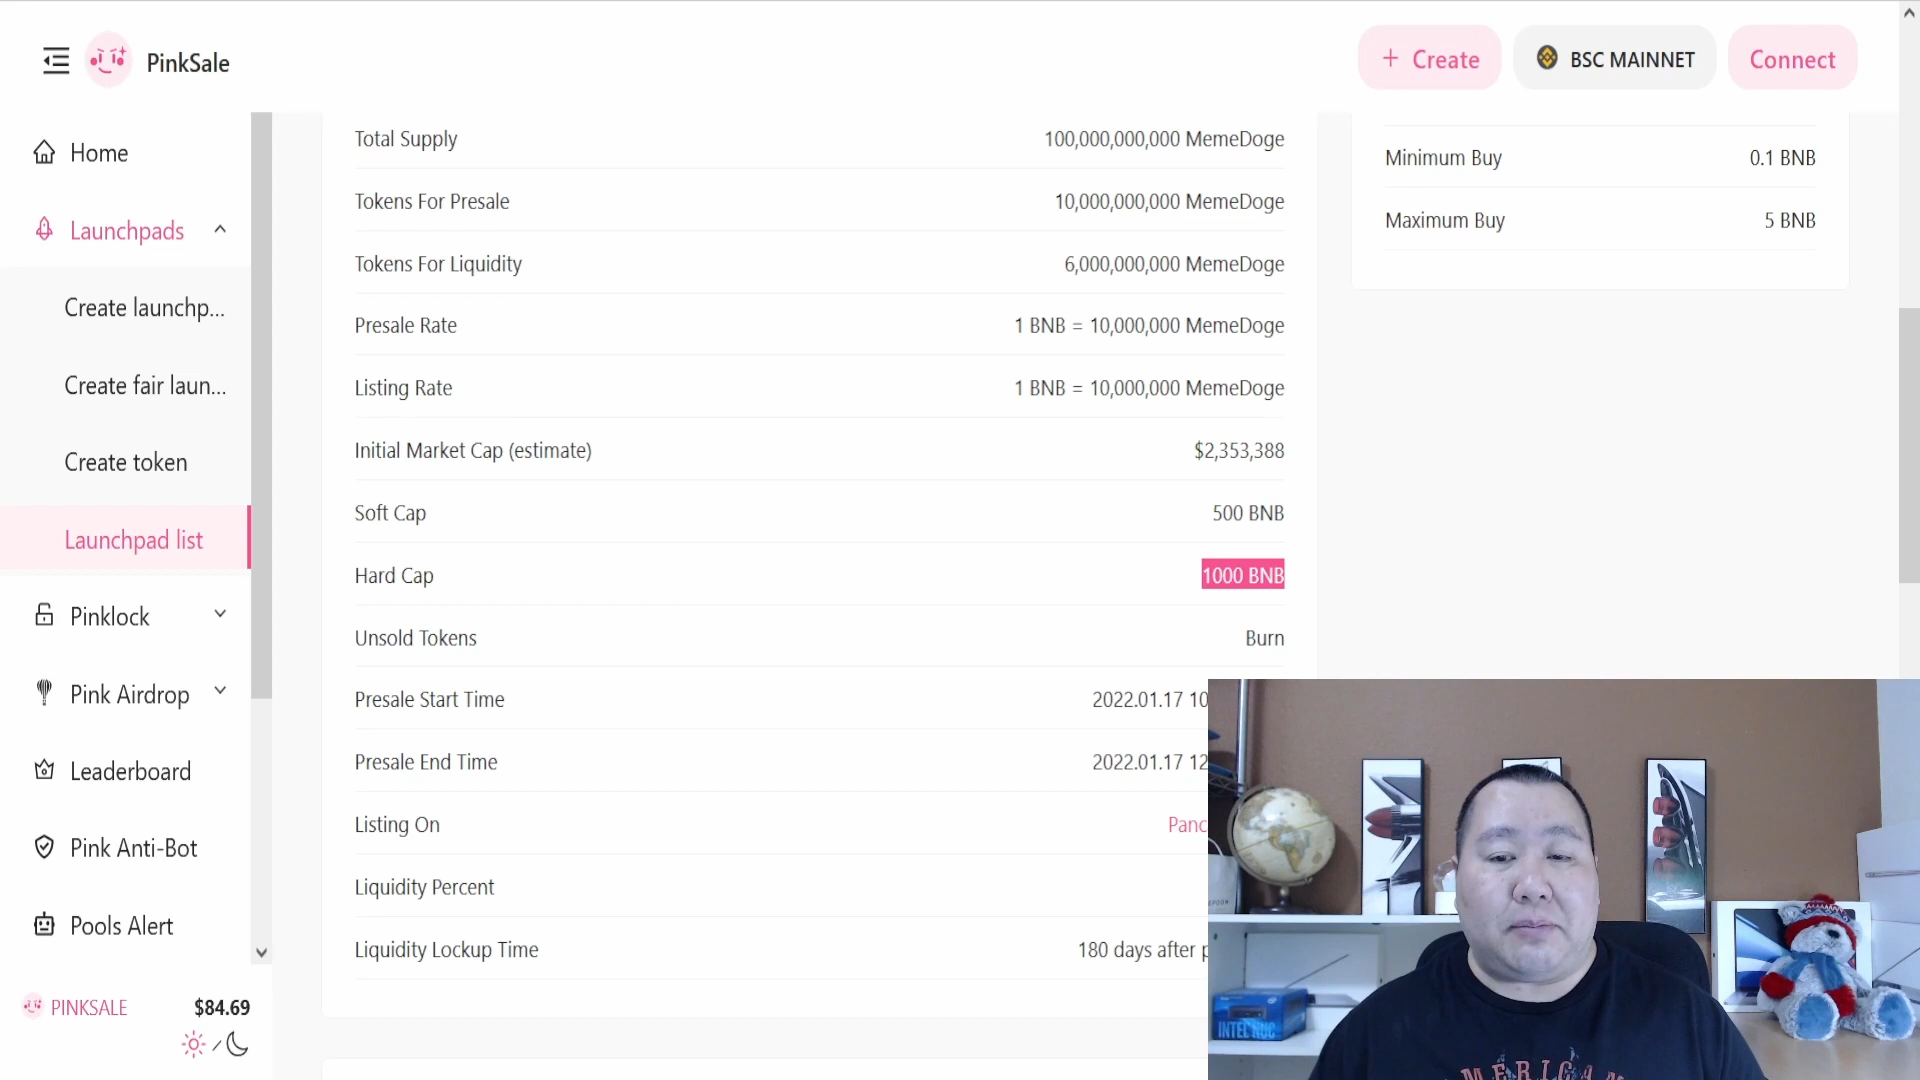 PinkSale
+ Create
BSC MAINNET
Connect
Home
Launchpads
Create launchp...
Create fair laun...
Create token
Launchpad list
Pinklock
Pink Airdrop
Leaderboard
Pink Anti-Bot
Pools Alert
PINKSALE $84.69
Total Supply 100,000,000,000 MemeDoge
Tokens For Presale 10,000,000,000 MemeDoge
Tokens For Liquidity 6,000,000,000 MemeDoge
Presale Rate 1 BNB = 10,000,000 MemeDoge
Listing Rate 1 BNB = 10,000,000 MemeDoge
Initial Market Cap (estimate) $2,353,388
Soft Cap 500 BNB
Hard Cap 1000 BNB
Unsold Tokens Burn
Presale Start Time 2022.01.17 10
Presale End Time 2022.01.17 12
Listing On Panc
Liquidity Percent
Liquidity Lockup Time 180 days after p
Minimum Buy 0.1 BNB
Maximum Buy 5 BNB
INTEL NUC
AMERICAN